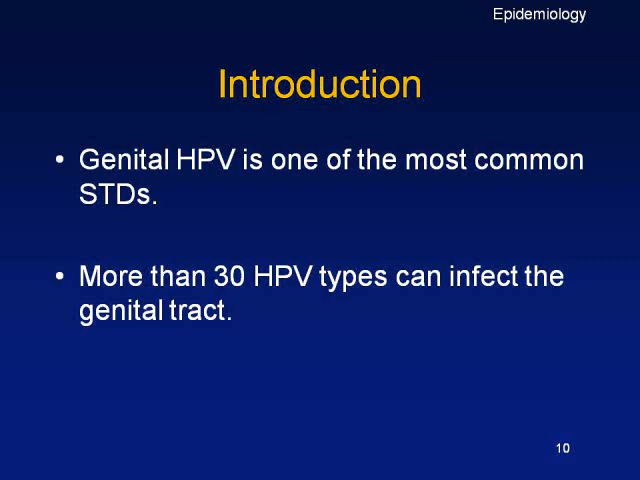 Epidemiology
Introduction
• Genital HPV is one of the most common
STDs.
• More than 30 HPV types can infect the
genital tract.
10